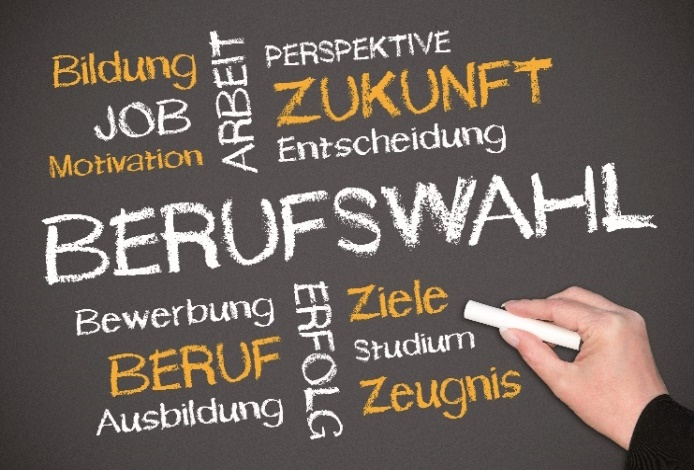 Bildung
JOB
Motivation
ARBEIT
PERSPEKTIVE
ZUKUNFT
Entscheidung
BERUFSWAHL
Bewerbung
BERUF
Ausbildung
ERFOLG
Ziele
Studium
Zeugnis